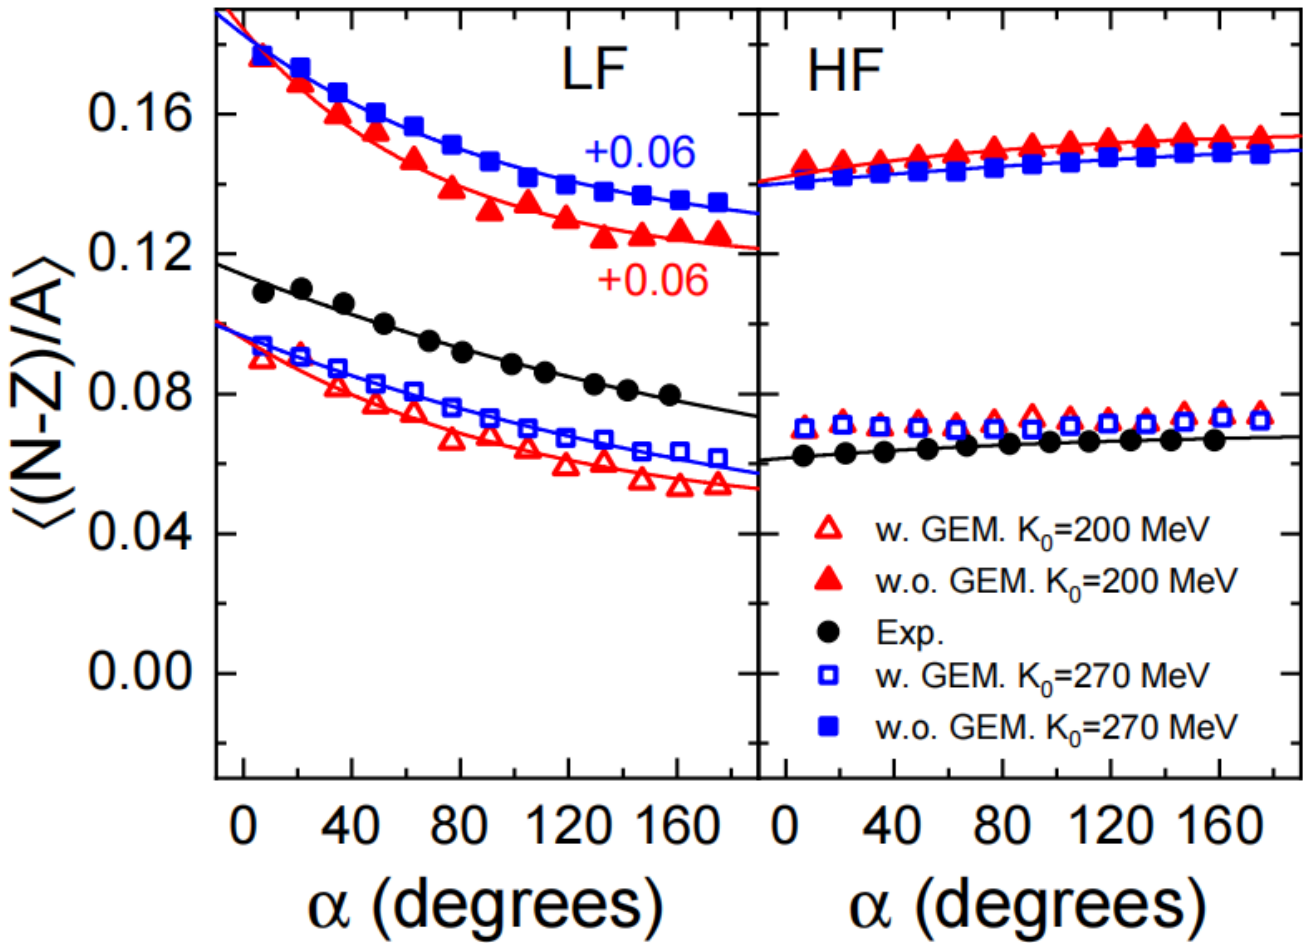 LF
HF
0.16
0.12
0.08
0.04
0.00
⟨(N-Z)/A⟩
+0.06
+0.06
w. GEM. K₀=200 MeV
w.o. GEM. K₀=200 MeV
Exp.
w. GEM. K₀=270 MeV
w.o. GEM. K₀=270 MeV
0 40 80 120 160 0 40 80 120 160
α (degrees) α (degrees)